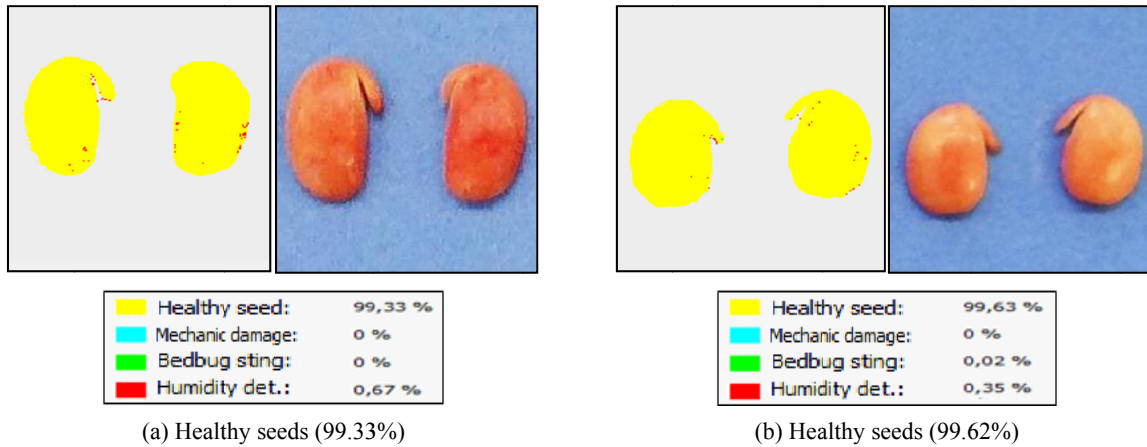 Healthy seed: 99,33 %
Mechanic damage: 0 %
Bedbug sting: 0 %
Humidity det.: 0,67 %
(a) Healthy seeds (99.33%)
Healthy seed: 99,63 %
Mechanic damage: 0 %
Bedbug sting: 0,02 %
Humidity det.: 0,35 %
(b) Healthy seeds (99.62%)